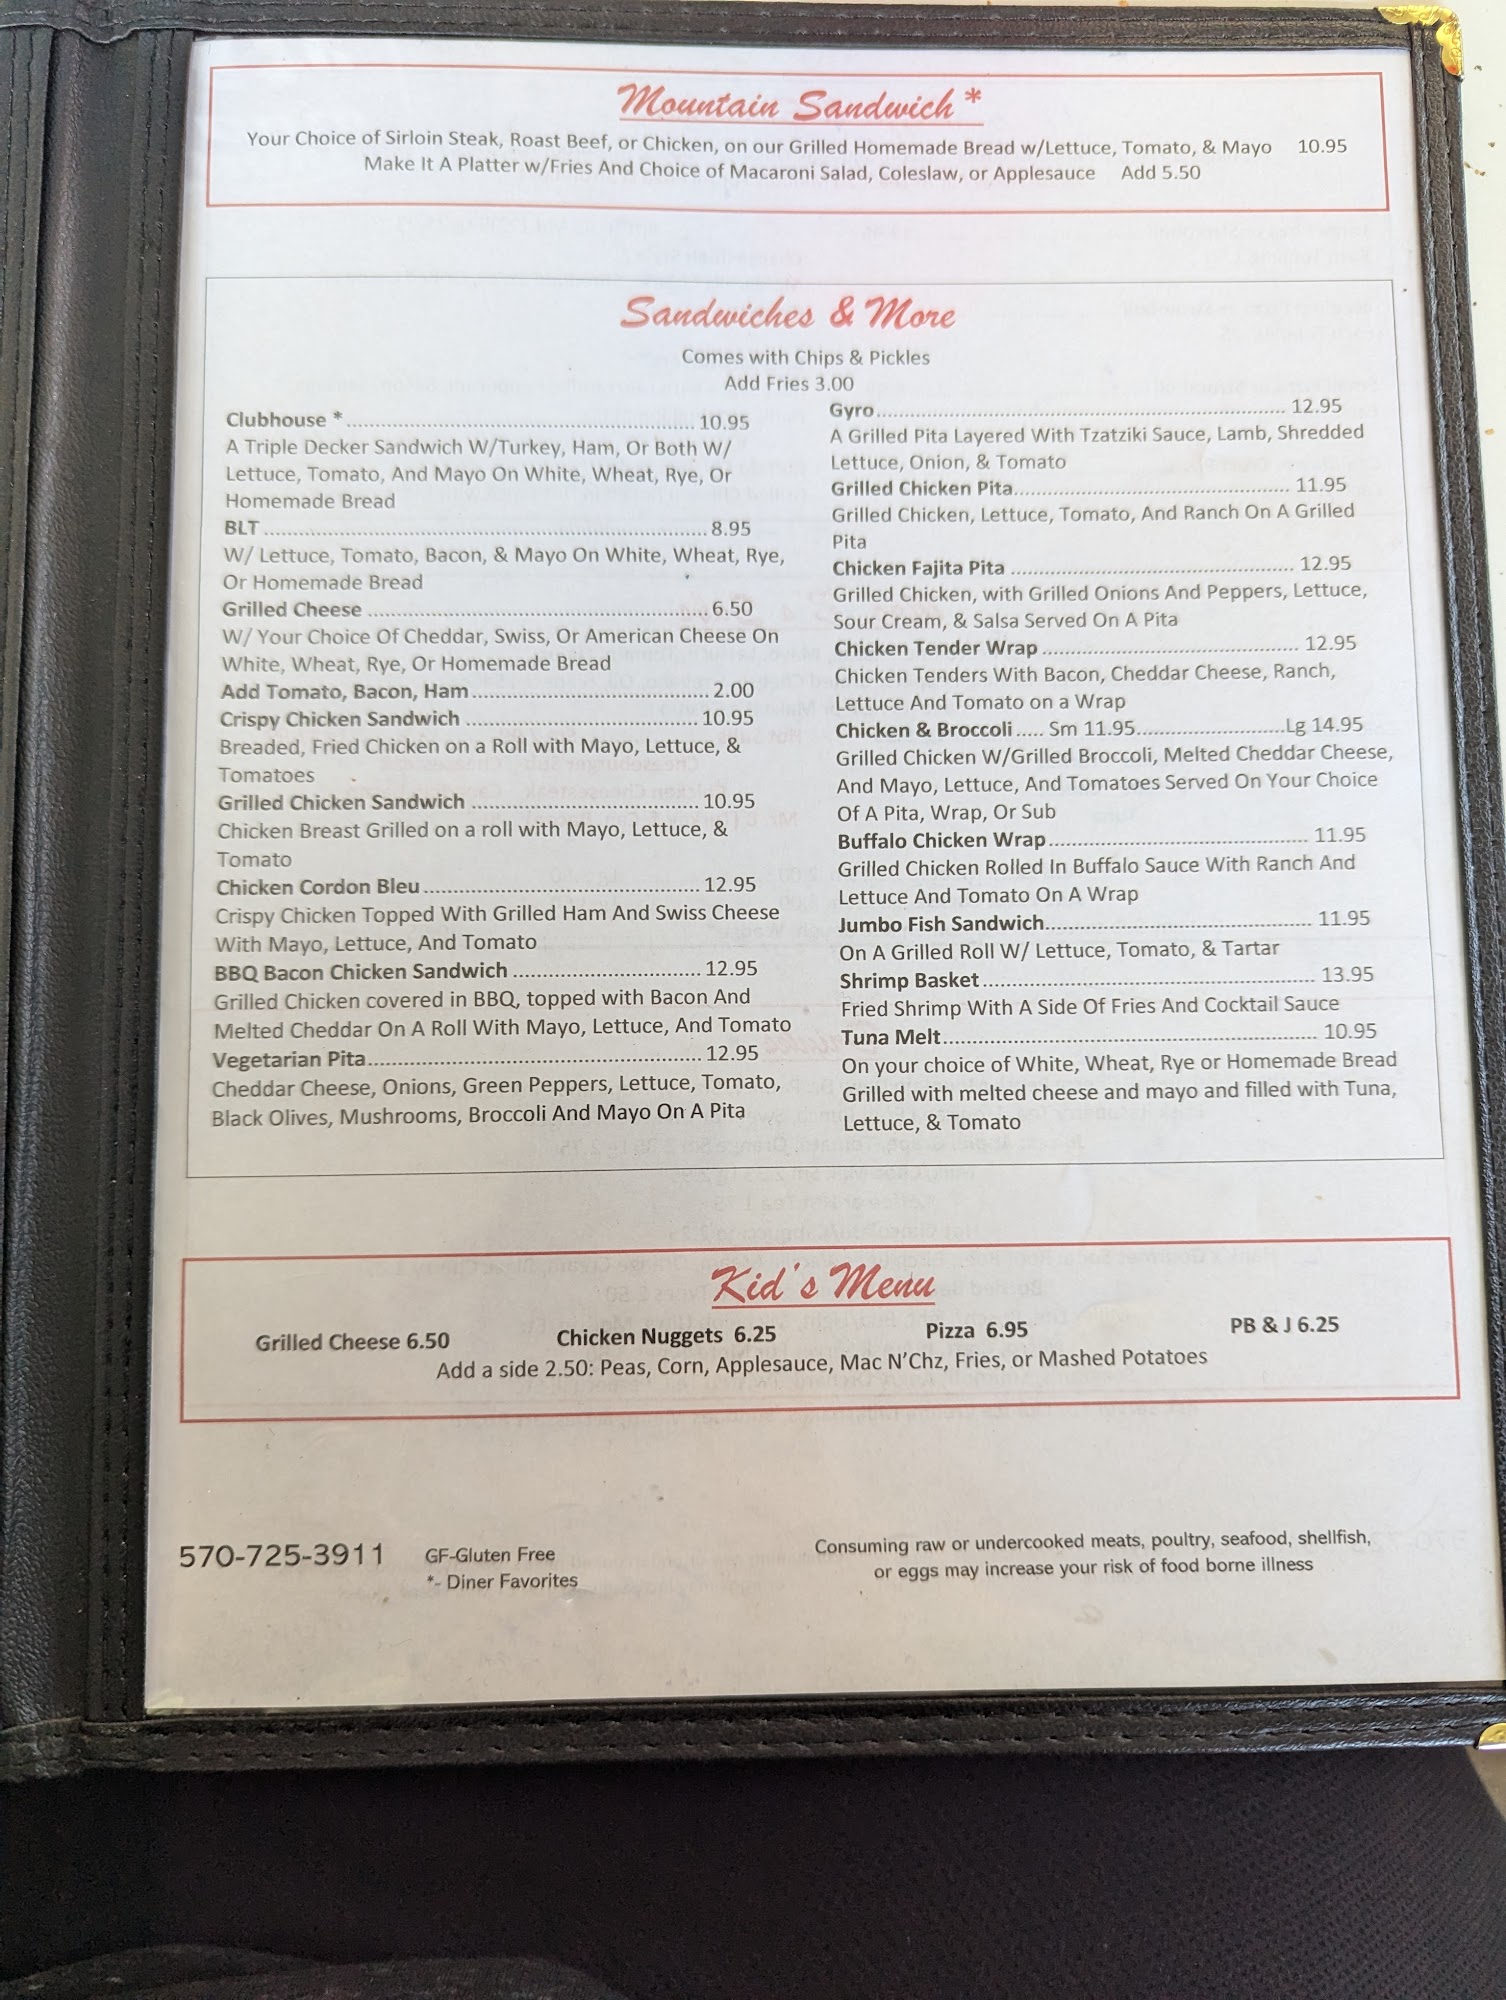 Mountain Sandwich *
Your Choice of Sirloin Steak, Roast Beef, or Chicken, on our Grilled Homemade Bread w/Lettuce, Tomato, & Mayo 10.95
Make It A Platter w/Fries And Choice of Macaroni Salad, Coleslaw, or Applesauce Add 5.50
Sandwiches & More
Comes with Chips & Pickles
Add Fries 3.00
Clubhouse * 10.95
A Triple Decker Sandwich W/Turkey, Ham, Or Both W/
Lettuce, Tomato, And Mayo On White, Wheat, Rye, Or
Homemade Bread
BLT 8.95
W/ Lettuce, Tomato, Bacon, & Mayo On White, Wheat, Rye,
Or Homemade Bread
Grilled Cheese 6.50
W/ Your Choice Of Cheddar, Swiss, Or American Cheese On
White, Wheat, Rye, Or Homemade Bread
Add Tomato, Bacon, Ham 2.00
Crispy Chicken Sandwich 10.95
Breaded, Fried Chicken on a Roll with Mayo, Lettuce, &
Tomatoes
Grilled Chicken Sandwich 10.95
Chicken Breast Grilled on a roll with Mayo, Lettuce, &
Tomato
Chicken Cordon Bleu 12.95
Crispy Chicken Topped With Grilled Ham And Swiss Cheese
With Mayo, Lettuce, And Tomato
BBQ Bacon Chicken Sandwich 12.95
Grilled Chicken covered in BBQ, topped with Bacon And
Melted Cheddar On A Roll With Mayo, Lettuce, And Tomato
Vegetarian Pita 12.95
Cheddar Cheese, Onions, Green Peppers, Lettuce, Tomato,
Black Olives, Mushrooms, Broccoli And Mayo On A Pita
Gyro 12.95
A Grilled Pita Layered With Tzatziki Sauce, Lamb, Shredded
Lettuce, Onion, & Tomato
Grilled Chicken Pita 11.95
Grilled Chicken, Lettuce, Tomato, And Ranch On A Grilled
Pita
Chicken Fajita Pita 12.95
Grilled Chicken, with Grilled Onions And Peppers, Lettuce,
Sour Cream, & Salsa Served On A Pita
Chicken Tender Wrap 12.95
Chicken Tenders With Bacon, Cheddar Cheese, Ranch,
Lettuce And Tomato on a Wrap
Chicken & Broccoli ..... Sm 11.95 Lg 14.95
Grilled Chicken W/Grilled Broccoli, Melted Cheddar Cheese,
And Mayo, Lettuce, And Tomatoes Served On Your Choice
Of A Pita, Wrap, Or Sub
Buffalo Chicken Wrap 11.95
Grilled Chicken Rolled In Buffalo Sauce With Ranch And
Lettuce And Tomato On A Wrap
Jumbo Fish Sandwich 11.95
On A Grilled Roll W/ Lettuce, Tomato, & Tartar
Shrimp Basket 13.95
Fried Shrimp With A Side Of Fries And Cocktail Sauce
Tuna Melt 10.95
On your choice of White, Wheat, Rye or Homemade Bread
Grilled with melted cheese and mayo and filled with Tuna,
Lettuce, & Tomato
Kid's Menu
Grilled Cheese 6.50 Chicken Nuggets 6.25 Pizza 6.95 PB & J 6.25
Add a side 2.50: Peas, Corn, Applesauce, Mac N'Chz, Fries, or Mashed Potatoes
570-725-3911
GF-Gluten Free
*- Diner Favorites
Consuming raw or undercooked meats, poultry, seafood, shellfish,
or eggs may increase your risk of food borne illness